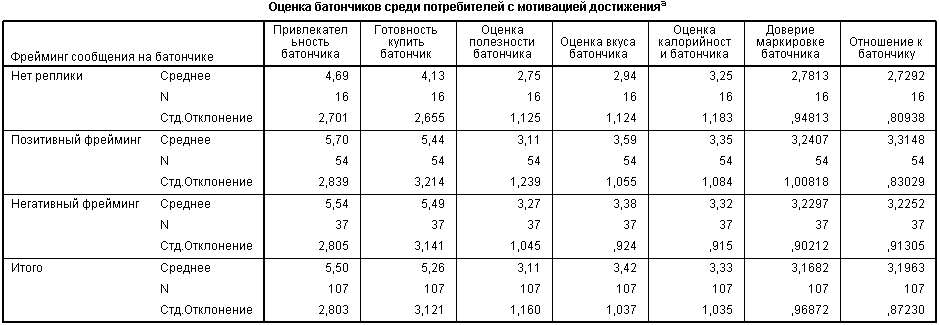 Оценка батончиков среди потребителей с мотивацией достижения^a
Фрейминг сообщения на батончике | Привлекательность батончика | Готовность купить батончик | Оценка полезности батончика | Оценка вкуса батончика | Оценка калорийности батончика | Доверие маркировке баточника | Отношение к батончику
Нет реплики Среднее 4,69 4,13 2,75 2,94 3,25 2,7813 2,7292
N 16 16 16 16 16 16 16
Стд.Отклонение 2,701 2,655 1,125 1,124 1,183 ,94813 ,80938
Позитивный фрейминг Среднее 5,70 5,44 3,11 3,59 3,35 3,2407 3,3148
N 54 54 54 54 54 54 54
Стд.Отклонение 2,839 3,214 1,239 1,055 1,084 1,00818 ,83029
Негативный фрейминг Среднее 5,54 5,49 3,27 3,38 3,32 3,2297 3,2252
N 37 37 37 37 37 37 37
Стд.Отклонение 2,805 3,141 1,045 ,924 ,915 ,90212 ,91305
Итого Среднее 5,50 5,26 3,11 3,42 3,33 3,1682 3,1963
N 107 107 107 107 107 107 107
Стд.Отклонение 2,803 3,121 1,160 1,037 1,035 ,96872 ,87230